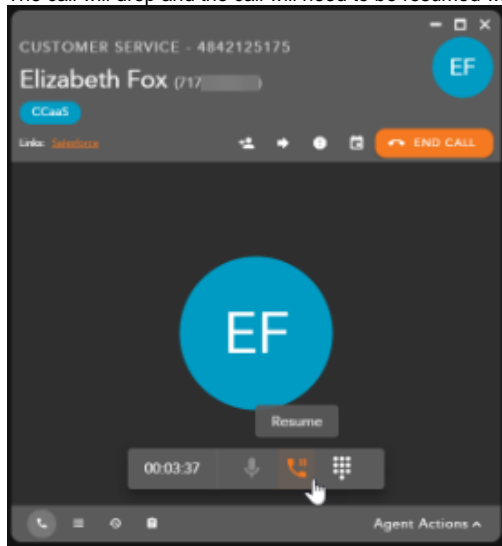 CUSTOMER SERVICE - 4842125175
Elizabeth Fox (717
EF
CCaaS
Links: Salesforce
END CALL
EF
Resume
00:03:37
Agent Actions